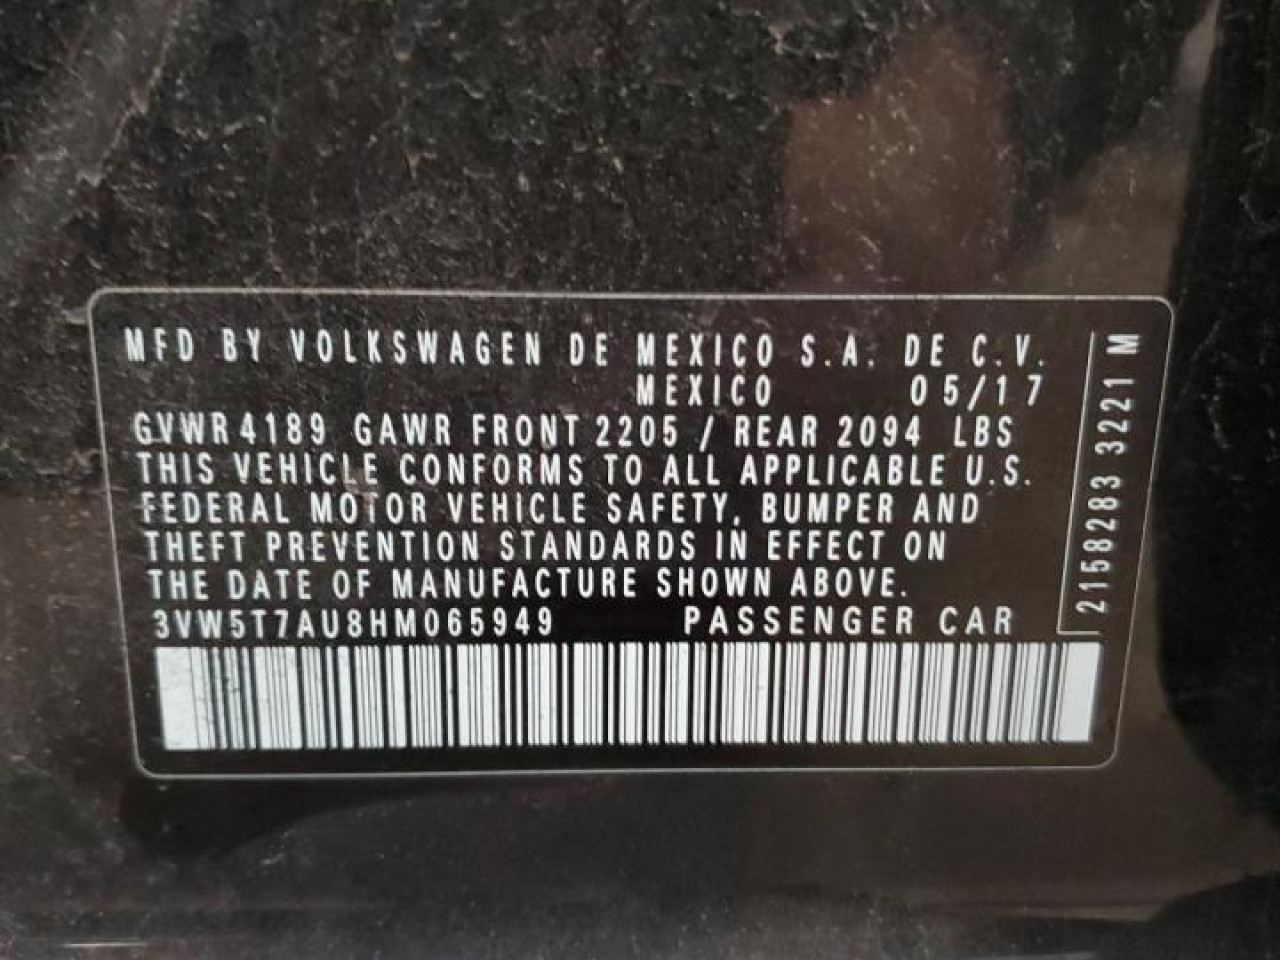 MFD BY VOLKSWAGEN DE MEXICO S.A. DE C.V.
MEXICO 05/17
GVWR 4189 GAWR FRONT 2205 / REAR 2094 LBS
THIS VEHICLE CONFORMS TO ALL APPLICABLE U.S.
FEDERAL MOTOR VEHICLE SAFETY, BUMPER AND
THEFT PREVENTION STANDARDS IN EFFECT ON
THE DATE OF MANUFACTURE SHOWN ABOVE.
3VW5T7AU8HM065949 PASSENGER CAR
2158283 3221 M